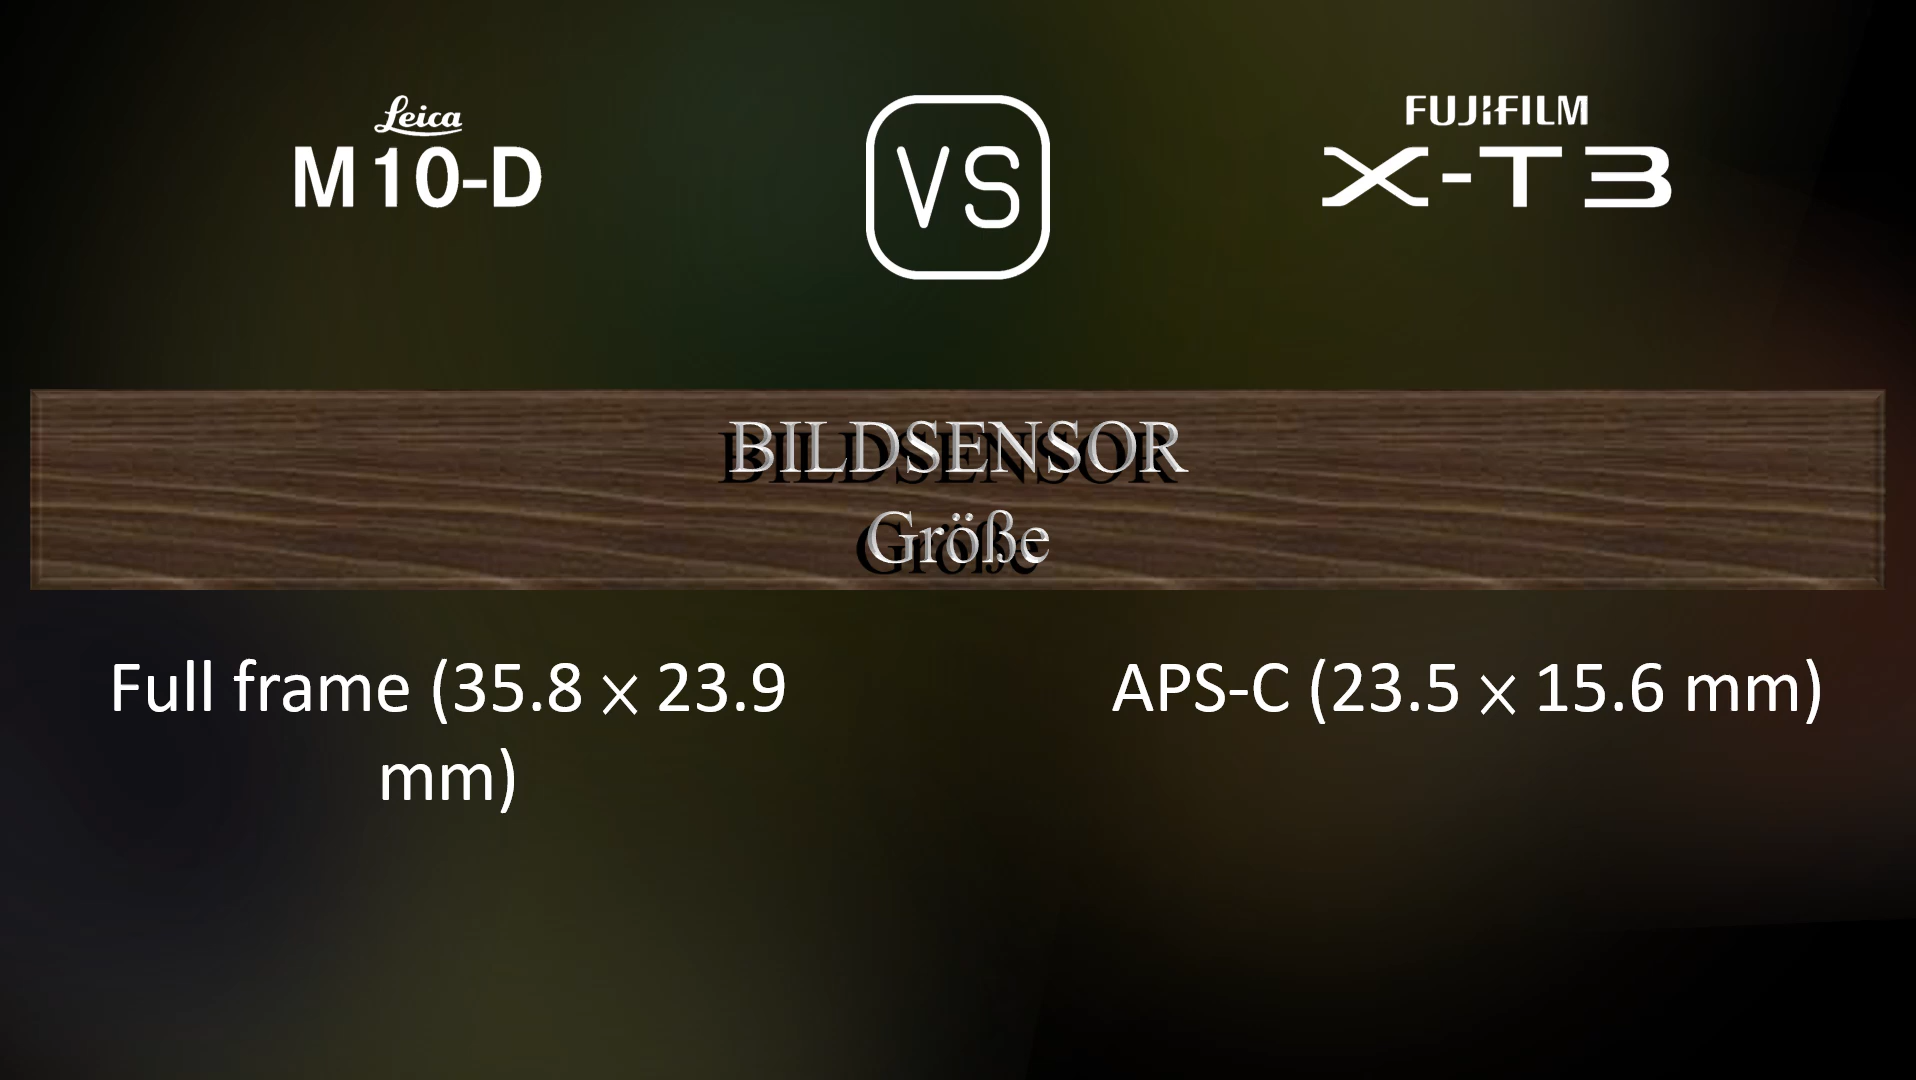 Leica
M10-D
VS
FUJIFILM
X-T3
BILDSENSOR
Größe
Full frame (35.8 x 23.9
mm)
APS-C (23.5 x 15.6 mm)